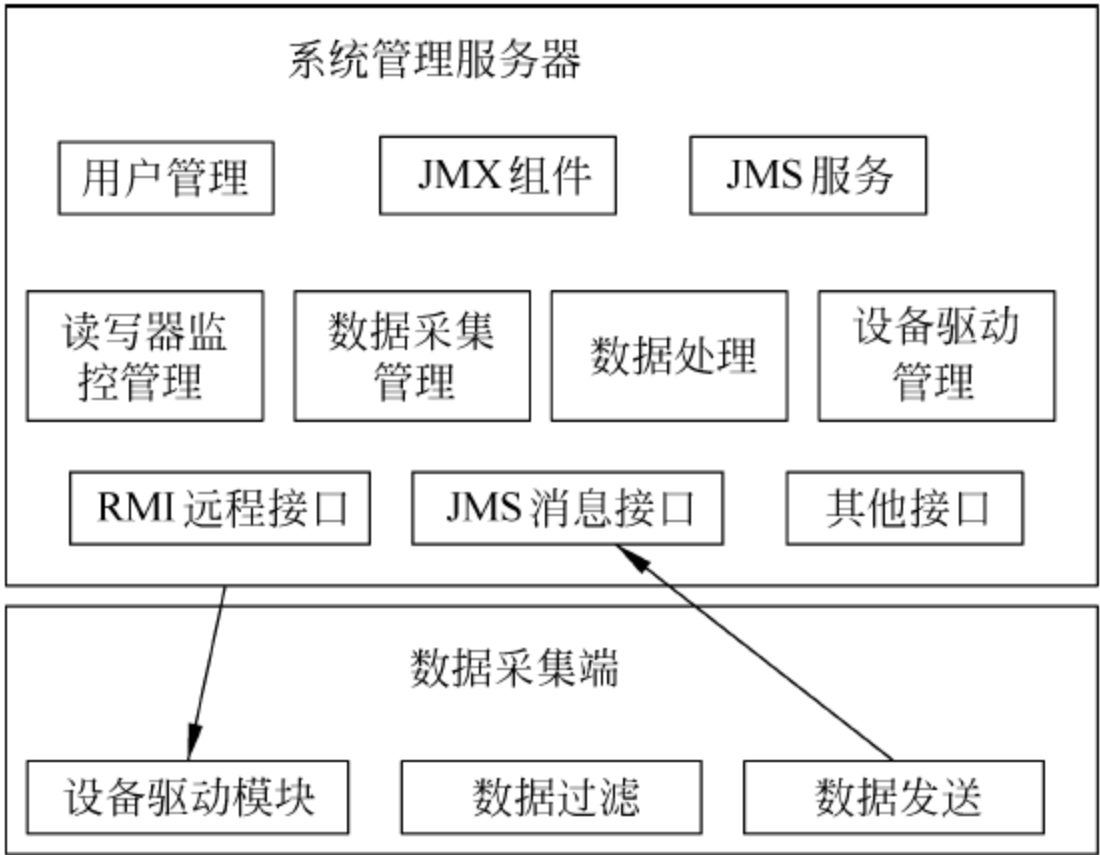 系统管理服务器
用户管理
JMX组件
JMS服务
读写器监
控管理
数据采集
管理
数据处理
设备驱动
管理
RMI远程接口
JMS消息接口
其他接口
数据采集端
设备驱动模块
数据过滤
数据发送